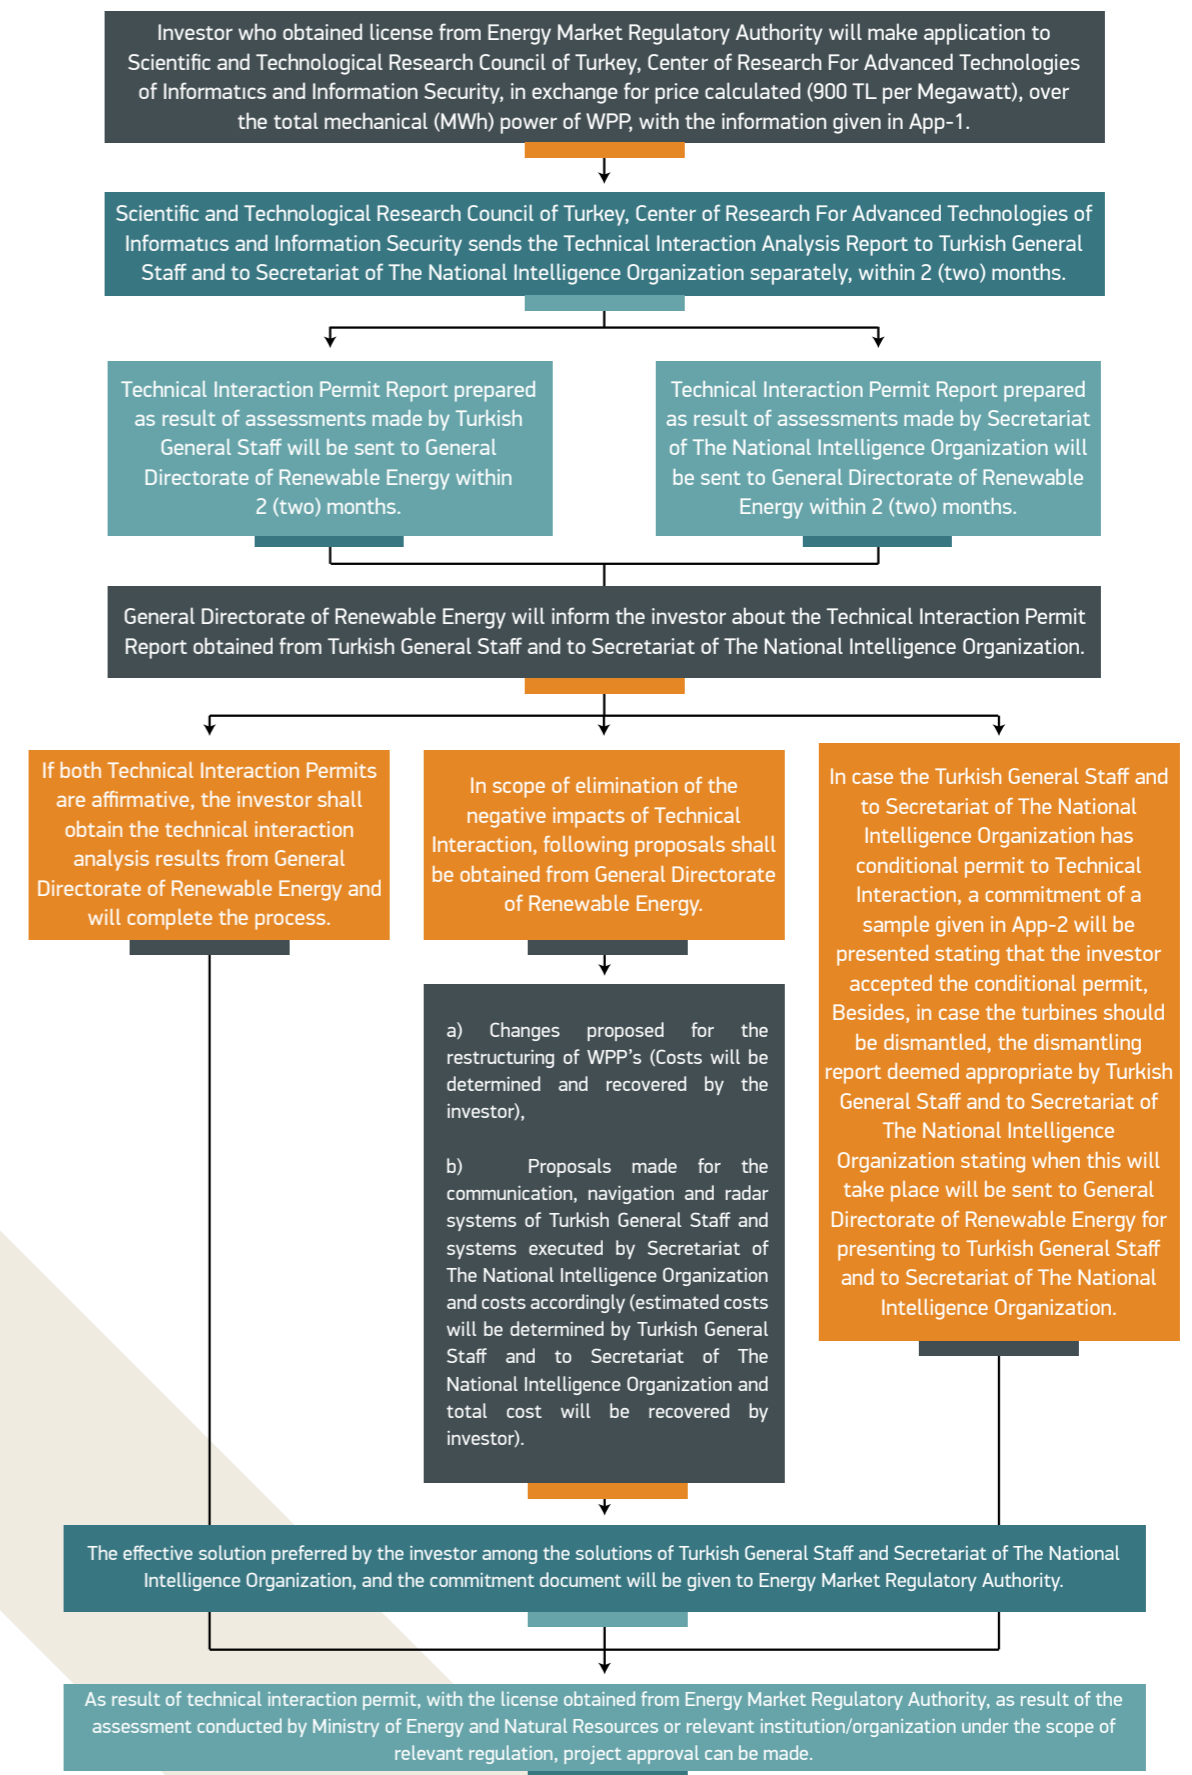 Investor who obtained license from Energy Market Regulatory Authority will make application to
Scientific and Technological Research Council of Turkey, Center of Research For Advanced Technologies
of Informatıcs and Information Security, in exchange for price calculated (900 TL per Megawatt), over
the total mechanical (MWh) power of WPP, with the information given in App-1.
Scientific and Technological Research Council of Turkey, Center of Research For Advanced Technologies of
Informatıcs and Information Security sends the Technical Interaction Analysis Report to Turkish General
Staff and to Secretariat of The National Intelligence Organization separately, within 2 (two) months.
Technical Interaction Permit Report prepared
as result of assessments made by Turkish
General Staff will be sent to General
Directorate of Renewable Energy within
2 (two) months.
Technical Interaction Permit Report prepared
as result of assessments made by Secretariat
of The National Intelligence Organization will
be sent to General Directorate of Renewable
Energy within 2 (two) months.
General Directorate of Renewable Energy will inform the investor about the Technical Interaction Permit
Report obtained from Turkish General Staff and to Secretariat of The National Intelligence Organization.
If both Technical Interaction Permits
are affirmative, the investor shall
obtain the technical interaction
analysis results from General
Directorate of Renewable Energy and
will complete the process.
In scope of elimination of the
negative impacts of Technical
Interaction, following proposals shall
be obtained from General Directorate
of Renewable Energy.
a) Changes proposed for the
restructuring of WPP's (Costs will be
determined and recovered by the
investor),
b) Proposals made for the
communication, navigation and radar
systems of Turkish General Staff and
systems executed by Secretariat of
The National Intelligence Organization
and costs accordingly (estimated costs
will be determined by Turkish General
Staff and to Secretariat of The
National Intelligence Organization and
total cost will be recovered by
investor).
In case the Turkish General Staff and
to Secretariat of The National
Intelligence Organization has
conditional permit to Technical
Interaction, a commitment of a
sample given in App-2 will be
presented stating that the investor
accepted the conditional permit,
Besides, in case the turbines should
be dismantled, the dismantling
report deemed appropriate by Turkish
General Staff and to Secretariat of
The National Intelligence
Organization stating when this will
take place will be sent to General
Directorate of Renewable Energy for
presenting to Turkish General Staff
and to Secretariat of The National
Intelligence Organization.
The effective solution preferred by the investor among the solutions of Turkish General Staff and Secretariat of The National
Intelligence Organization, and the commitment document will be given to Energy Market Regulatory Authority.
As result of technical interaction permit, with the license obtained from Energy Market Regulatory Authority, as result of the
assessment conducted by Ministry of Energy and Natural Resources or relevant institution/organization under the scope of
relevant regulation, project approval can be made.